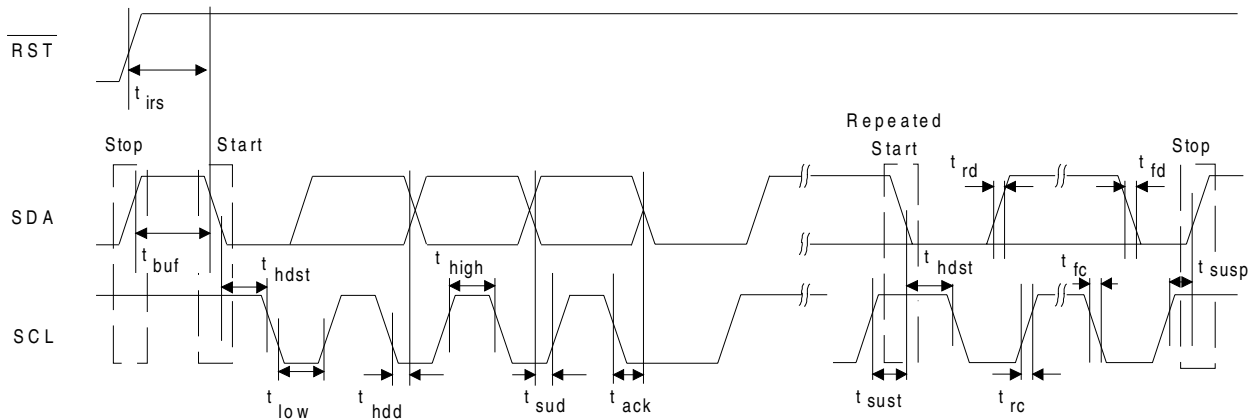 RST
t irs
Repeated
Stop Start Start Stop
t rd t fd
SDA
t buf t hdst t high t hdst t fc t susp
SCL
t low t hdd t sud t ack t sust t rc